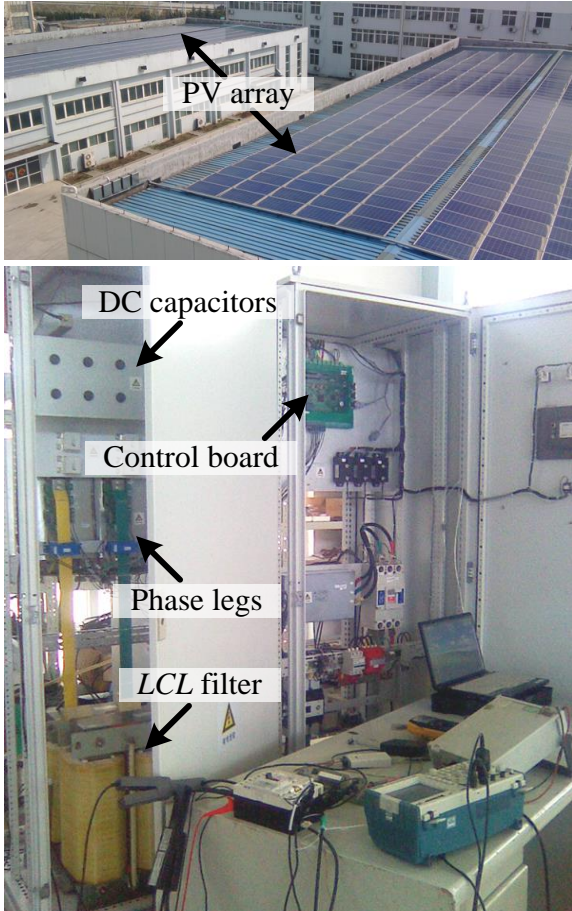 PV array
DC capacitors
Control board
Phase legs
LCL filter